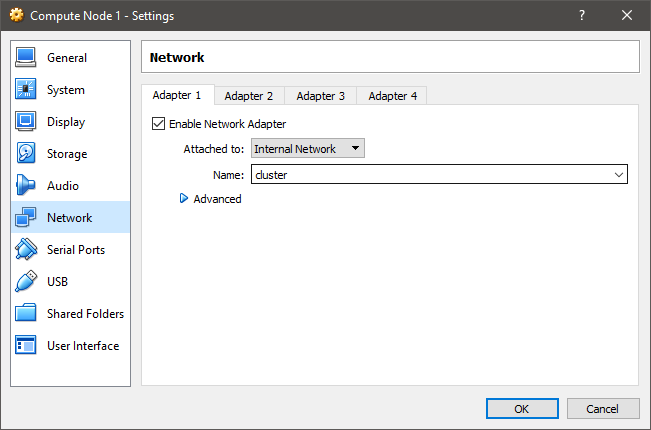 Compute Node 1 - Settings
?
General
System
Display
Storage
Audio
Network
Serial Ports
USB
Shared Folders
User Interface
Network
Adapter 1 Adapter 2 Adapter 3 Adapter 4
Enable Network Adapter
Attached to: Internal Network
Name: cluster
Advanced
OK Cancel